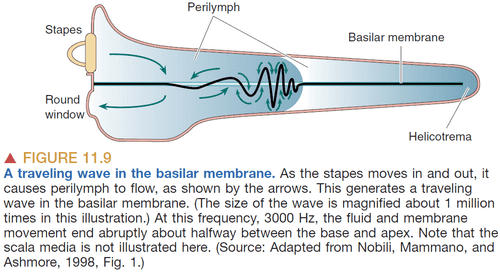 Perilymph
Stapes
Basilar membrane
Round
window
Helicotrema
▲ FIGURE 11.9
A traveling wave in the basilar membrane. As the stapes moves in and out, it
causes perilymph to flow, as shown by the arrows. This generates a traveling
wave in the basilar membrane. (The size of the wave is magnified about 1 million
times in this illustration.) At this frequency, 3000 Hz, the fluid and membrane
movement end abruptly about halfway between the base and apex. Note that the
scala media is not illustrated here. (Source: Adapted from Nobili, Mammano, and
Ashmore, 1998, Fig. 1.)